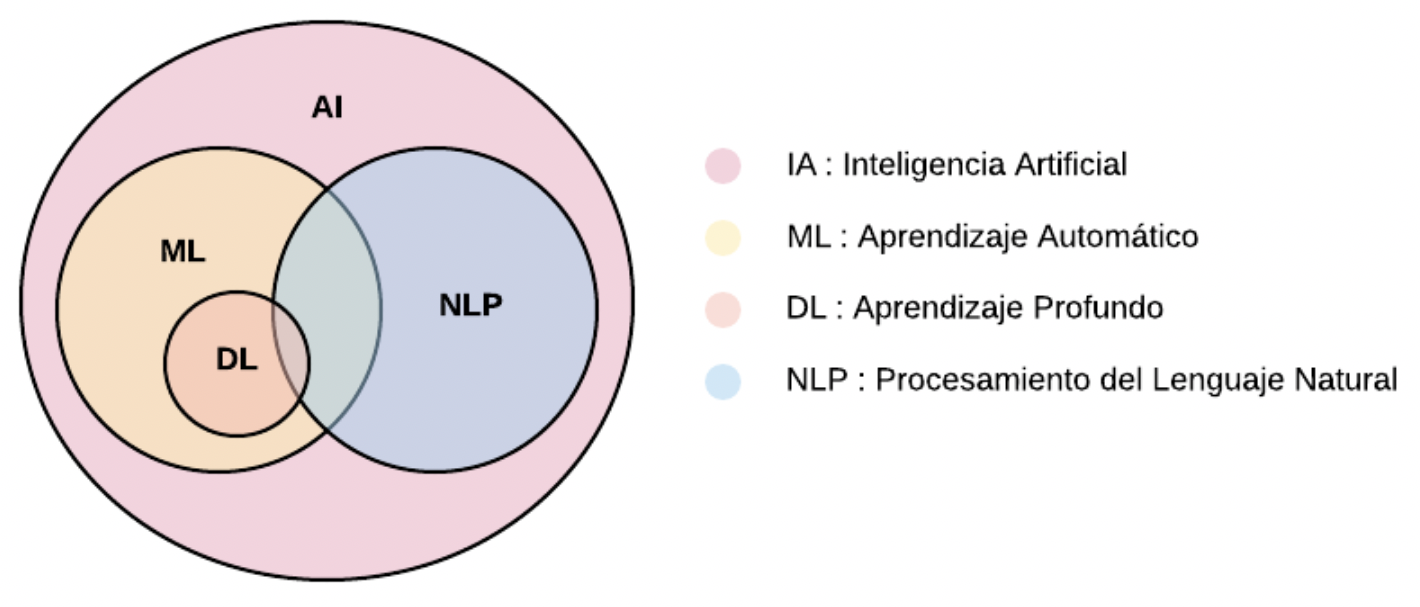 AI
ML
NLP
DL
IA : Inteligencia Artificial
ML : Aprendizaje Automático
DL : Aprendizaje Profundo
NLP : Procesamiento del Lenguaje Natural